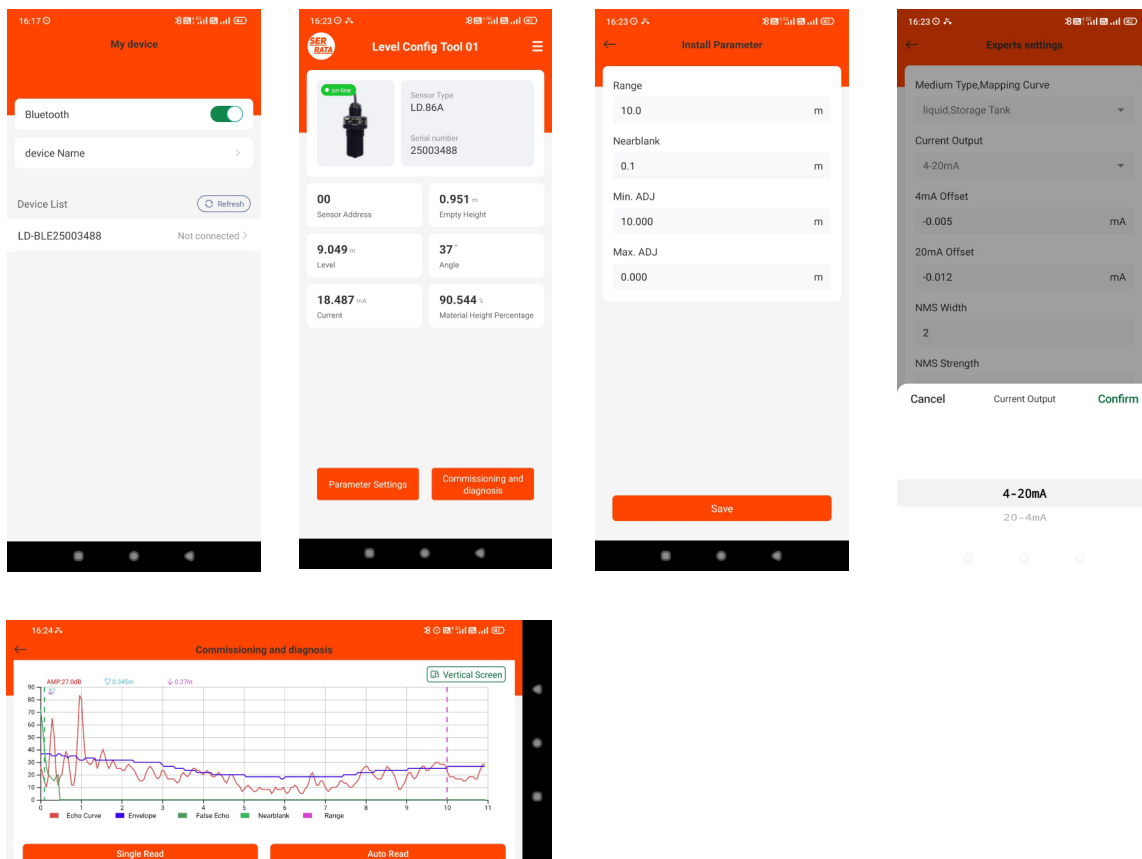 16:17
My device
Bluetooth
device Name
Device List
Refresh
LD-BLE25003488
Not connected
16:23
SER
RATA
Level Config Tool 01
on-line
Sensor Type
LD.86A
Serial number
25003488
00
Sensor Address
0.951 m
Empty Height
9.049 m
Level
37 °
Angle
18.487 mA
Current
90.544 %
Material Height Percentage
Parameter Settings
Commissioning and
diagnosis
16:23
Install Parameter
Range
10.0 m
Nearblank
0.1 m
Min. ADJ
10.000 m
Max. ADJ
0.000 m
Save
16:23
Experts settings
Medium Type,Mapping Curve
liquid,Storage Tank
Current Output
4-20mA
4mA Offset
-0.005 mA
20mA Offset
-0.012 mA
NMS Width
2
NMS Strength
Cancel Current Output Confirm
4-20mA
20-4mA
16:24
Commissioning and diagnosis
Vertical Screen
AMP:27.0dB 0.345m 0.27m
90
80
70
60
50
40
30
20
10
0
0 1 2 3 4 5 6 7 8 9 10 11
Echo Curve Envelope False Echo Nearblank Range
Single Read Auto Read